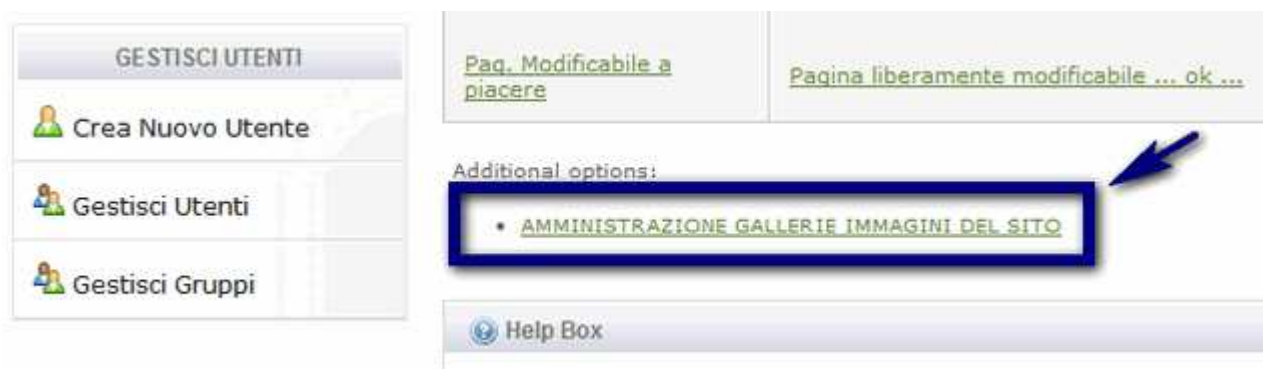 GESTISCI UTENTI
Crea Nuovo Utente
Gestisci Utenti
Gestisci Gruppi
Pag. Modificabile a
piacere
Pagina liberamente modificabile ... ok ...
Additional options:
• AMMINISTRAZIONE GALLERIE IMMAGINI DEL SITO
Help Box